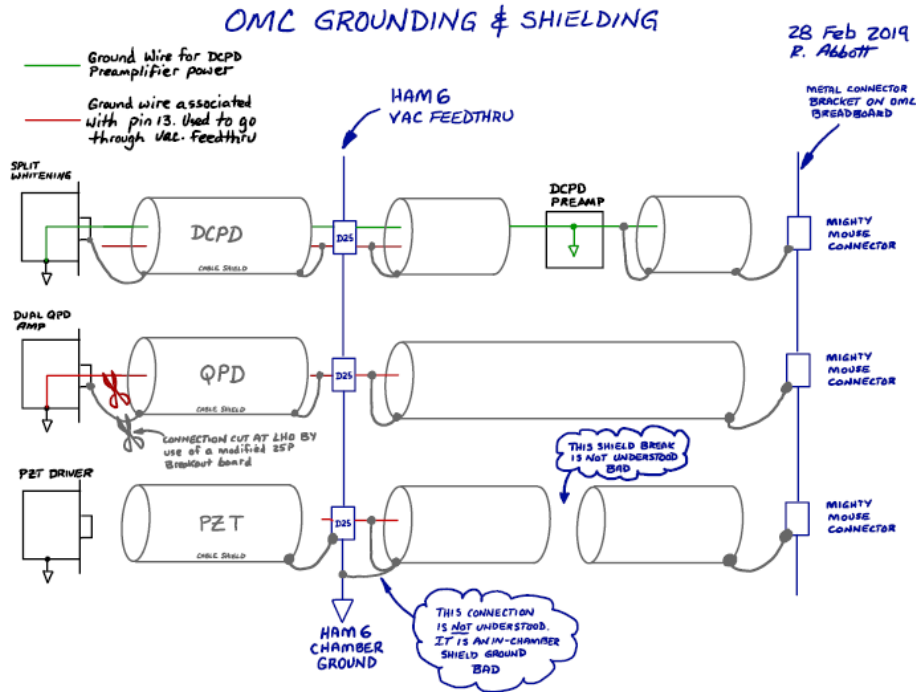 OMC GROUNDING & SHIELDING
28 Feb 2019
R. Abbott
Ground Wire for DCPD
Preamplifier power
Ground wire associated
with pin 13. Used to go
through vac. feedthru
HAM6
VAC FEEDTHRU
METAL CONNECTOR
BRACKET ON OMC
BREADBOARD
SPLIT
WHITENING
DCPD
CABLE SHIELD
D25
DCPD
PREAMP
MIGHTY
MOUSE
CONNECTOR
DUAL QPD
AMP
QPD
CABLE SHIELD
D25
MIGHTY
MOUSE
CONNECTOR
CONNECTION CUT AT LHO BY
use of a modified 25P
Breakout board
THIS SHIELD BREAK
IS NOT UNDERSTOOD
BAD
PZT DRIVER
PZT
CABLE SHIELD
D25
MIGHTY
MOUSE
CONNECTOR
HAM6
CHAMBER
GROUND
THIS CONNECTION
IS NOT UNDERSTOOD.
IT IS AN IN-CHAMBER
SHIELD GROUND
BAD